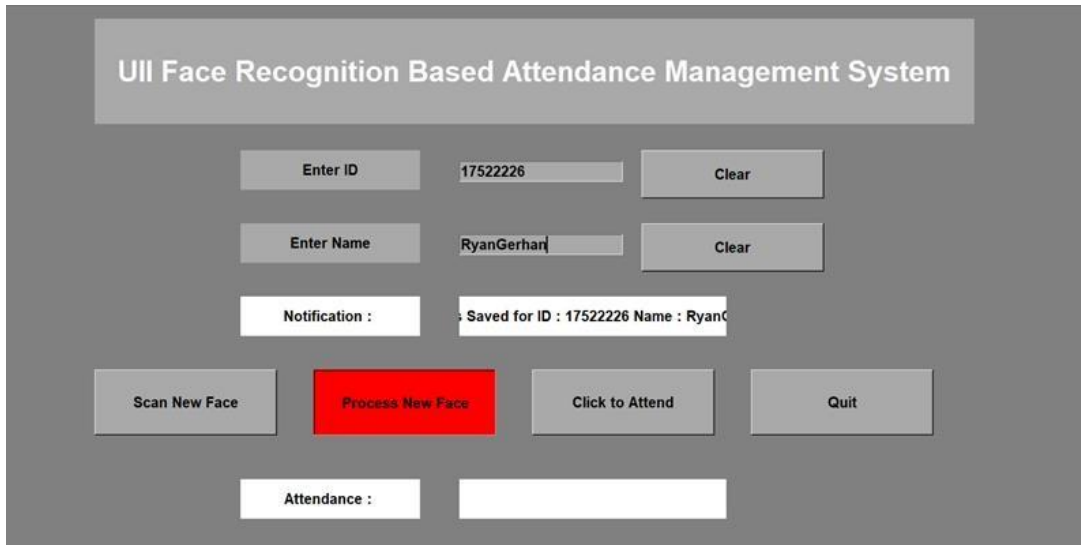 UII Face Recognition Based Attendance Management System
Enter ID 17522226 Clear
Enter Name RyanGerhan Clear
Notification : Saved for ID : 17522226 Name :
Scan New Face Process New Face Click to Attend Quit
Attendance :